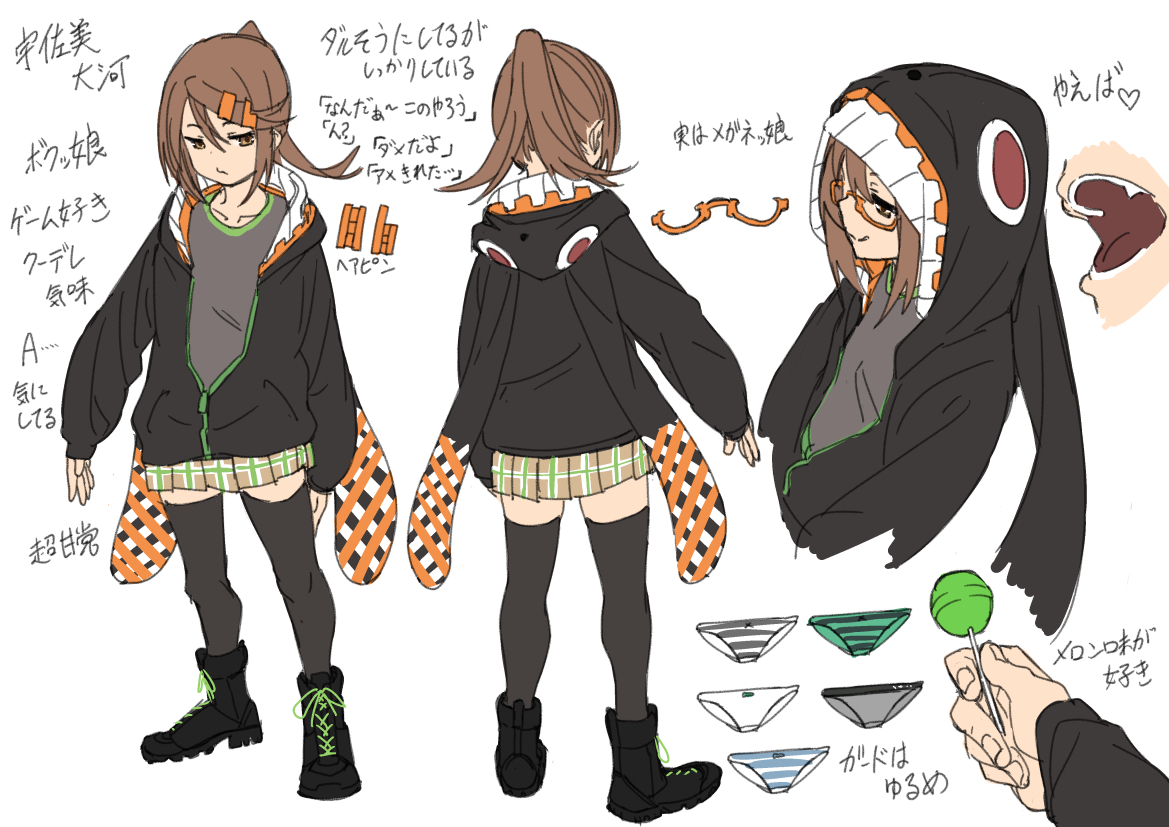 宇佐美
大河
ボクッ娘
ゲーム好き
クーデレ
気味
A……
気に
してる
超甘党
ダルそうにしてるが
しっかりしている
「なんだぁ～このやろう」
「ん?」
「ダメだよ」
「アメきれた…」
ヘアピン
実はメガネッ娘
やえば♡
メロン味が
好き
ガードは
ゆるめ